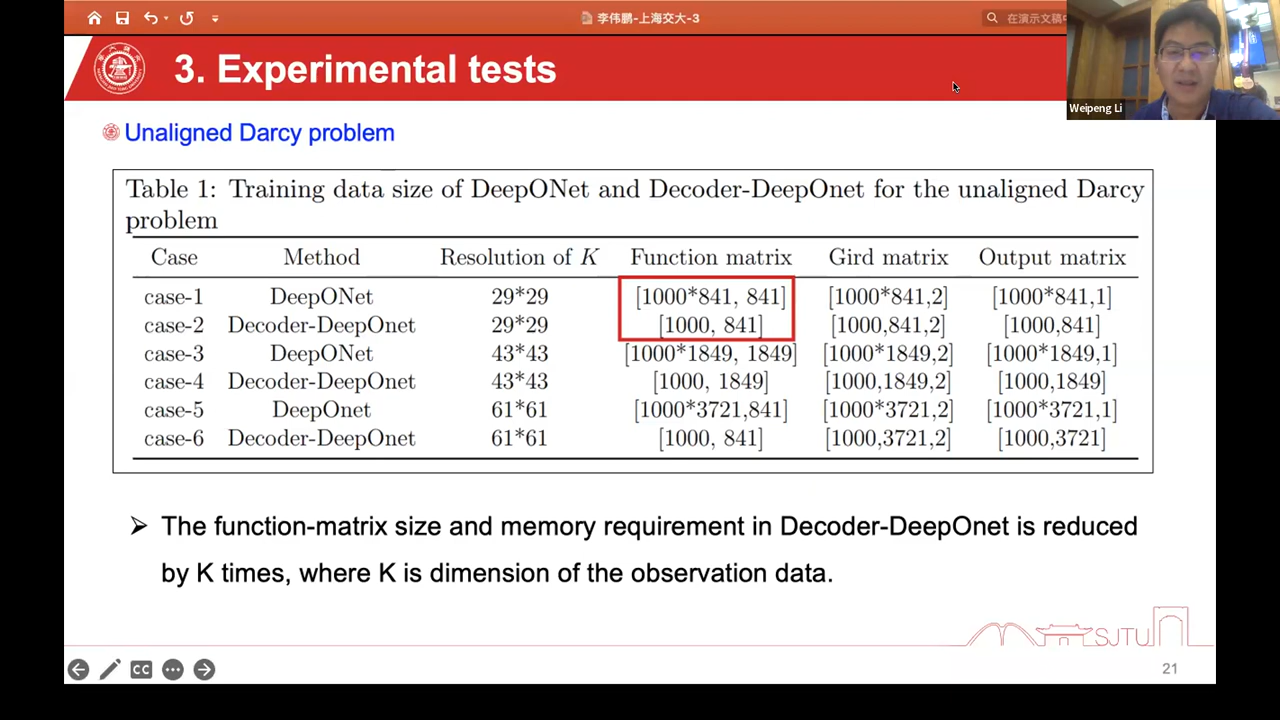 李伟鹏-上海交大-3
在演示文稿中
3. Experimental tests
Weipeng Li
Unaligned Darcy problem
Table 1: Training data size of DeepONet and Decoder-DeepOnet for the unaligned Darcy
problem
Case Method Resolution of K Function matrix Gird matrix Output matrix
case-1 DeepONet 29*29 [1000*841, 841] [1000*841,2] [1000*841,1]
case-2 Decoder-DeepOnet 29*29 [1000, 841] [1000,841,2] [1000,841]
case-3 DeepONet 43*43 [1000*1849, 1849] [1000*1849,2] [1000*1849,1]
case-4 Decoder-DeepOnet 43*43 [1000, 1849] [1000,1849,2] [1000,1849]
case-5 DeepOnet 61*61 [1000*3721,841] [1000*3721,2] [1000*3721,1]
case-6 Decoder-DeepOnet 61*61 [1000, 841] [1000,3721,2] [1000,3721]
➢ The function-matrix size and memory requirement in Decoder-DeepOnet is reduced
by K times, where K is dimension of the observation data.
SJTU
CC
21